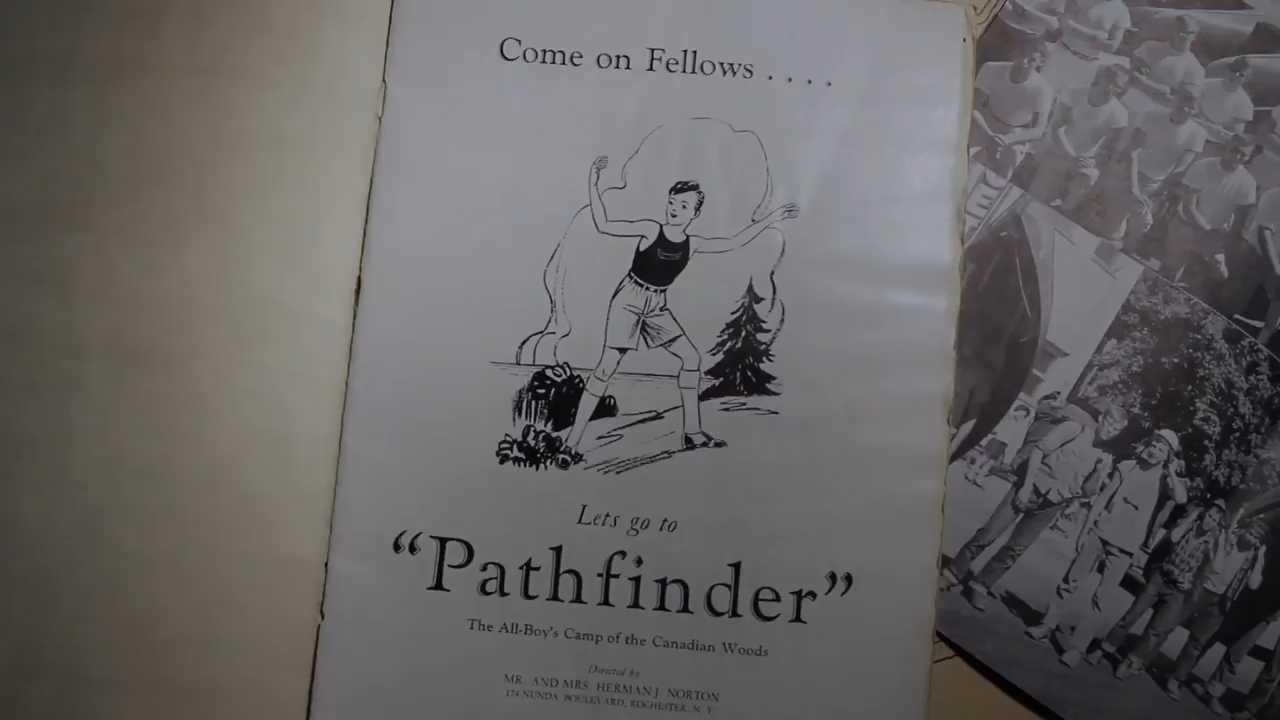 Come on Fellows . . . .
Lets go to
“Pathfinder”
The All-Boy's Camp of the Canadian Woods
Directed by
MR. AND MRS. HERMAN J. NORTON
374 NUNDA BOULEVARD, ROCHESTER, N. Y.